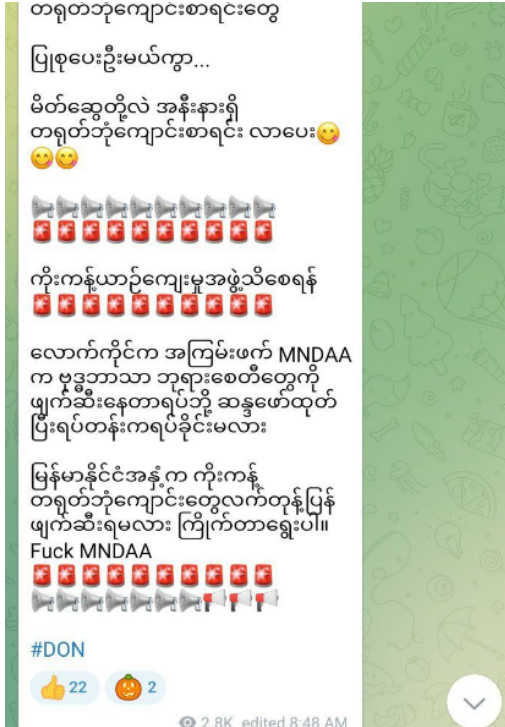 တရုတ်ဘုံကျောင်းစာရင်းတွေ
ပြုစုပေးဦးမယ်ကွာ...
မိတ်ဆွေတို့လဲ အနီးနားရှိ
တရုတ်ဘုံကျောင်းစာရင်း လာပေး😋
😋😋
📢📢📢📢📢📢📢📢📢📢
🚨🚨🚨🚨🚨🚨🚨🚨🚨🚨
ကိုးကန့်ယာဉ်ကျေးမှုအဖွဲ့သိစေရန်
🚨🚨🚨🚨🚨🚨🚨🚨🚨🚨
လောက်ကိုင်က အကြမ်းဖက် MNDAA
က ဗုဒ္ဓဘာသာ ဘုရားစေတီတွေကို
ဖျက်ဆီးနေတာရပ်ဘို့ ဆန္ဒဖော်ထုတ်
ပြီးရပ်တန်းကရပ်ခိုင်းမလား
မြန်မာနိုင်ငံအနှံ့က ကိုးကန့်
တရုတ်ဘုံကျောင်းတွေလက်တုန့်ပြန်
ဖျက်ဆီးရမလား ကြိုက်တာရွေးပါ။
Fuck MNDAA
🚨🚨🚨🚨🚨🚨🚨🚨🚨🚨
📢📢📢📢📢📢📢📣📣📣
#DON
👍 22 🎃 2
2.8K edited 8:48 AM